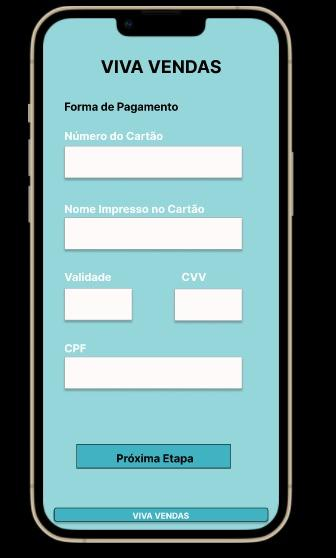 VIVA VENDAS
Forma de Pagamento
Número do Cartão
Nome Impresso no Cartão
Validade CVV
CPF
Próxima Etapa
VIVA VENDAS